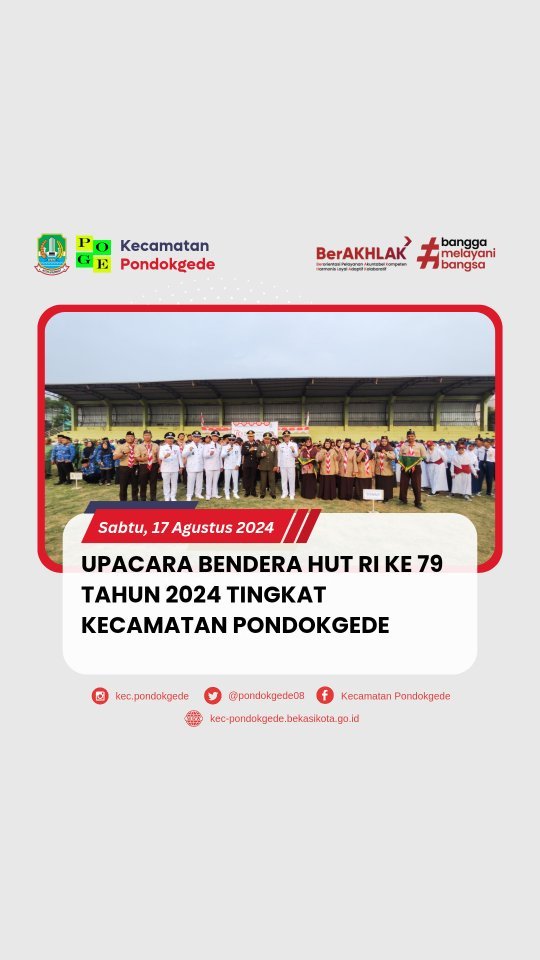 PO
GE
Kecamatan
Pondokgede
BerAKHLAK
Berorientasi Pelayanan Akuntabel Kompeten
Harmonis Loyal Adaptif Kolaboratif
#bangga
melayani
bangsa
Sabtu, 17 Agustus 2024
UPACARA BENDERA HUT RI KE 79
TAHUN 2024 TINGKAT
KECAMATAN PONDOKGEDE
kec.pondokgede
@pondokgede08
Kecamatan Pondokgede
kec-pondokgede.bekasikota.go.id